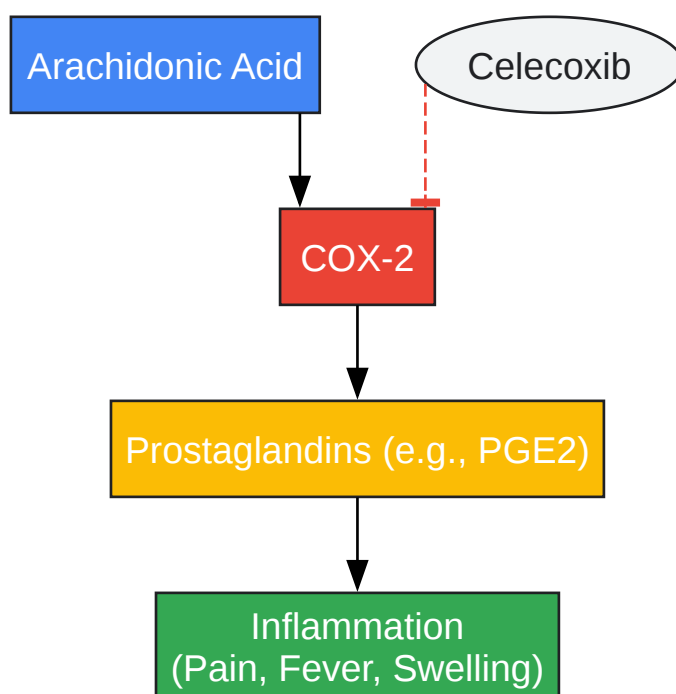 Arachidonic Acid
Celecoxib
COX-2
Prostaglandins (e.g., PGE2)
Inflammation
(Pain, Fever, Swelling)